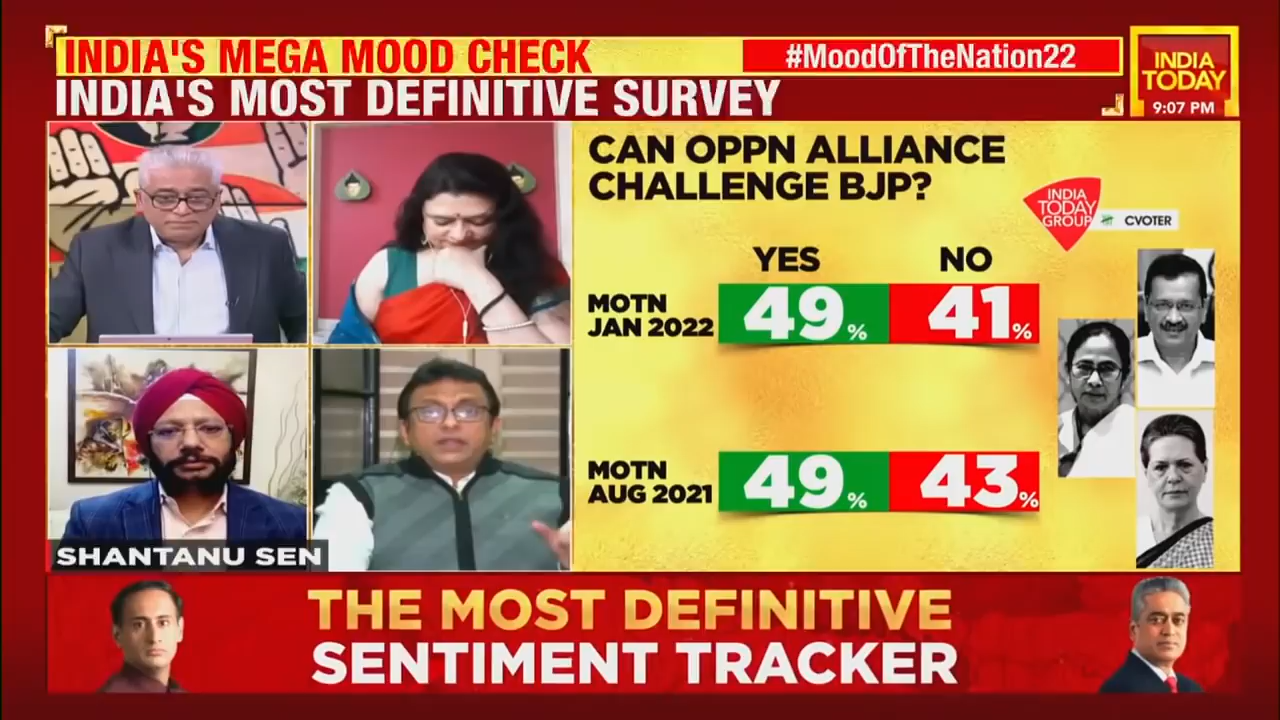 INDIA'S MEGA MOOD CHECK
#MoodOfTheNation22
INDIA
TODAY
9:07 PM
INDIA'S MOST DEFINITIVE SURVEY
CAN OPPN ALLIANCE
CHALLENGE BJP?
INDIA
TODAY
GROUP
CVOTER
YES NO
MOTN
JAN 2022
49% 41%
MOTN
AUG 2021
49% 43%
SHANTANU SEN
THE MOST DEFINITIVE
SENTIMENT TRACKER